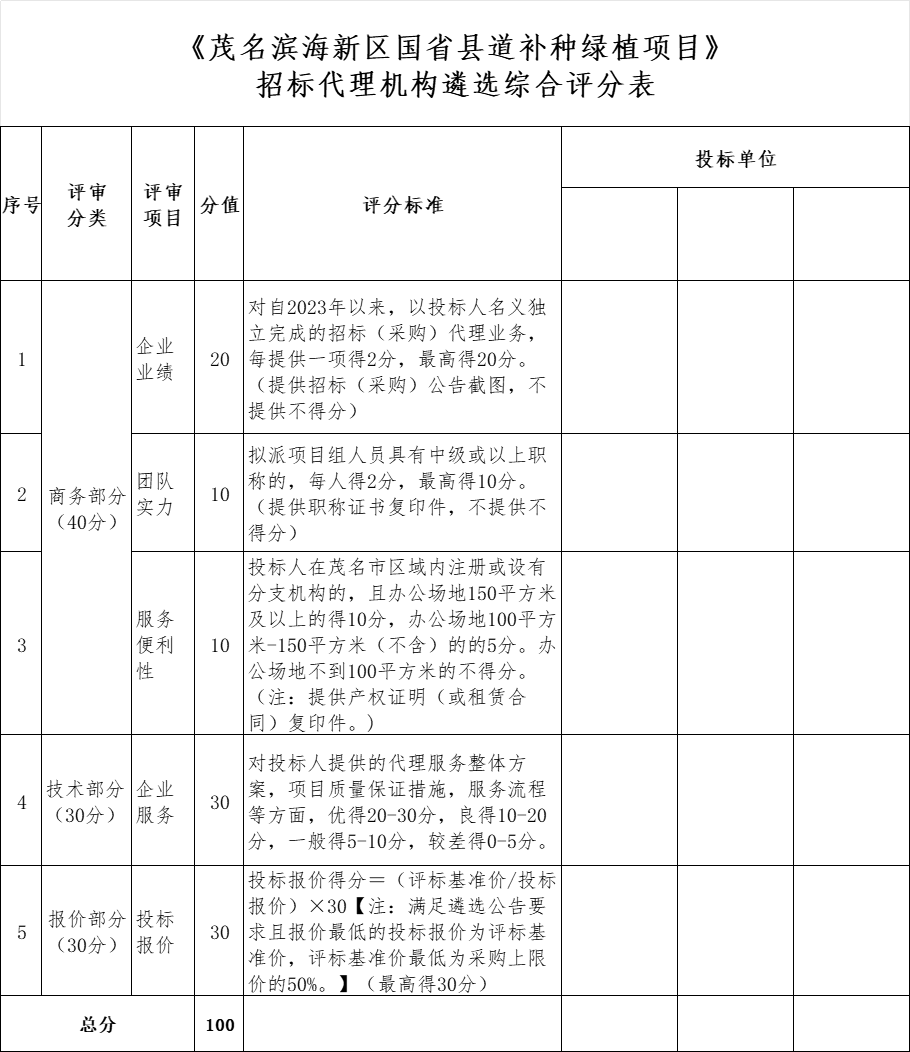 《茂名滨海新区国省县道补种绿植项目》
招标代理机构遴选综合评分表
序号
评审
分类
评审
项目
分值
评分标准
投标单位
1
商务部分
（40分）
企业
业绩
20
对自2023年以来，以投标人名义独
立完成的招标（采购）代理业务，
每提供一项得2分，最高得20分。
（提供招标（采购）公告截图，不
提供不得分）
2
团队
实力
10
拟派项目组人员具有中级或以上职
称的，每人得2分，最高得10分。
（提供职称证书复印件，不提供不
得分）
3
服务
便利
性
10
投标人在茂名市区域内注册或设有
分支机构的，且办公场地150平方米
及以上的得10分，办公场地100平方
米-150平方米（不含）的的5分。办
公场地不到100平方米的不得分。
（注：提供产权证明（或租赁合
同）复印件。)
4
技术部分
（30分）
企业
服务
30
对投标人提供的代理服务整体方
案，项目质量保证措施，服务流程
等方面，优得20-30分，良得10-20
分，一般得5-10分，较差得0-5分。
5
报价部分
（30分）
投标
报价
30
投标报价得分＝（评标基准价/投标
报价）×30【注：满足遴选公告要
求且报价最低的投标报价为评标基
准价，评标基准价最低为采购上限
价的50%。】（最高得30分）
总分
100